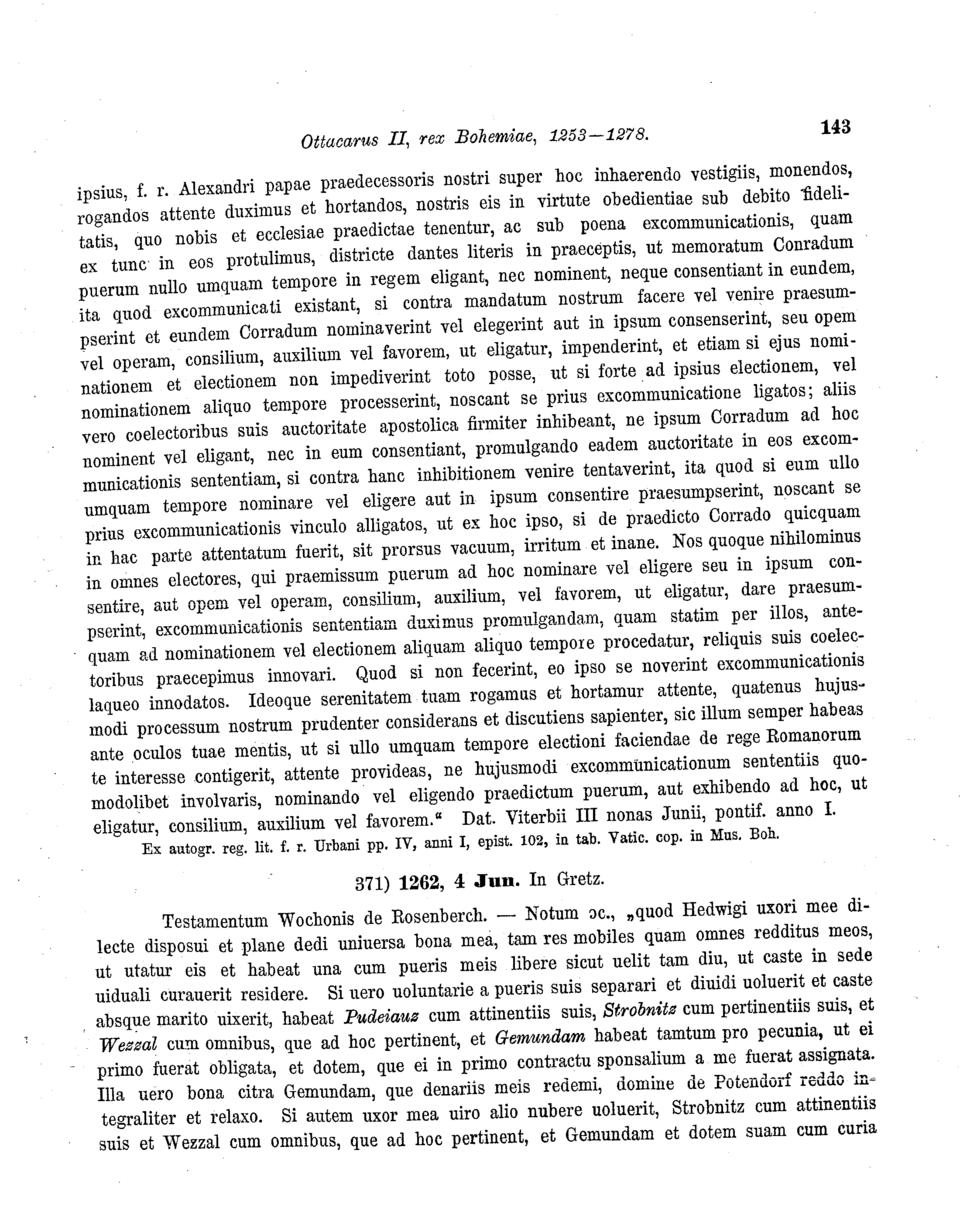 Ottacarus II, rex Bohemiae, 1253—1278.
143
ipsius, f. r. Alexandri papae praedecessoris nostri super hoc inhaerendo vestigiis, monendos,
rogandos attente duximus et hortandos, nostris eis in virtute obedientiae sub debito fideli-
tatis, quo nobis et ecclesiae praedictae tenentur, ac sub poena excommunicationis, quam
ex tunc in eos protulimus, districte dantes literis in praeceptis, ut memoratum Conradum
puerum nullo umquam tempore in regem eligant, nec nominent, neque consentiant in eundem,
ita quod excommunicati existant, si contra mandatum nostrum facere vel venire praesum-
pserint et eundem Corradum nominaverint vel elegerint aut in ipsum consenserint, seu opem
vel operam, consilium, auxilium vel favorem, ut eligatur, impenderint, et etiam si ejus nomi-
nationem et electionem non impediverint toto posse, ut si forte ad ipsius electionem, vel
nominationem aliquo tempore processerint, noscant se prius excommunicatione ligatos; aliis
vero coelectoribus suis auctoritate apostolica firmiter inhibeant, ne ipsum Corradum ad hoc
nominent vel eligant, nec in eum consentiant, promulgando eadem auctoritate in eos excom-
municationis sententiam, si contra hanc inhibitionem venire tentaverint, ita quod si eum ullo
umquam tempore nominare vel eligere aut in ipsum consentire praesumpserint, noscant se
prius excommunicationis vinculo alligatos, ut ex hoc ipso, si de praedicto Corrado quicquam
in hac parte attentatum fuerit, sit prorsus vacuum, irritum et inane. Nos quoque nihilominus
in omnes electores, qui praemissum puerum ad hoc nominare vel eligere seu in ipsum con-
sentire, aut opem vel operam, consilium, auxilium, vel favorem, ut eligatur, dare praesum-
pserint, excommunicationis sententiam duximus promulgandam, quam statim per illos, ante-
quam ad nominationem vel electionem aliquam aliquo tempore procedatur, reliquis suis coelec-
toribus praecepimus innovari. Quod si non fecerint, eo ipso se noverint excommunicationis
laqueo innodatos. Ideoque serenitatem tuam rogamus et hortamur attente, quatenus hujus-
modi processum nostrum prudenter considerans et discutiens sapienter, sic illum semper habeas
ante oculos tuae mentis, ut si ullo umquam tempore electioni faciendae de rege Romanorum
te interesse contigerit, attente provideas, ne hujusmodi excommunicationum sententiis quo-
modolibet involvaris, nominando vel eligendo praedictum puerum, aut exhibendo ad hoc, ut
eligatur, consilium, auxilium vel favorem.“ Dat. Viterbii III nonas Junii, pontif. anno I.
Ex autogr. reg. lit. f. r. Urbani pp. IV, anni I, epist. 102, in tab. Vatic. cop. in Mus. Boh.
371) 1262, 4 Jun. In Gretz.
Testamentum Wochonis de Rosenberch. — Notum ɔc., „quod Hedwigi uxori mee di-
lecte disposui et plane dedi uniuersa bona mea, tam res mobiles quam omnes redditus meos,
ut utatur eis et habeat una cum pueris meis libere sicut uelit tam diu, ut caste in sede
uiduali curauerit residere. Si uero uoluntarie a pueris suis separari et diuidi uoluerit et caste
absque marito uixerit, habeat Pudeiauz cum attinentiis suis, Strobnitz cum pertinentiis suis, et
Wezzal cum omnibus, que ad hoc pertinent, et Gemundam habeat tamtum pro pecunia, ut ei
primo fuerat obligata, et dotem, que ei in primo contractu sponsalium a me fuerat assignata.
Illa uero bona citra Gemundam, que denariis meis redemi, domine de Potendorf reddo in-
tegraliter et relaxo. Si autem uxor mea uiro alio nubere uoluerit, Strobnitz cum attinentiis
suis et Wezzal cum omnibus, que ad hoc pertinent, et Gemundam et dotem suam cum curia